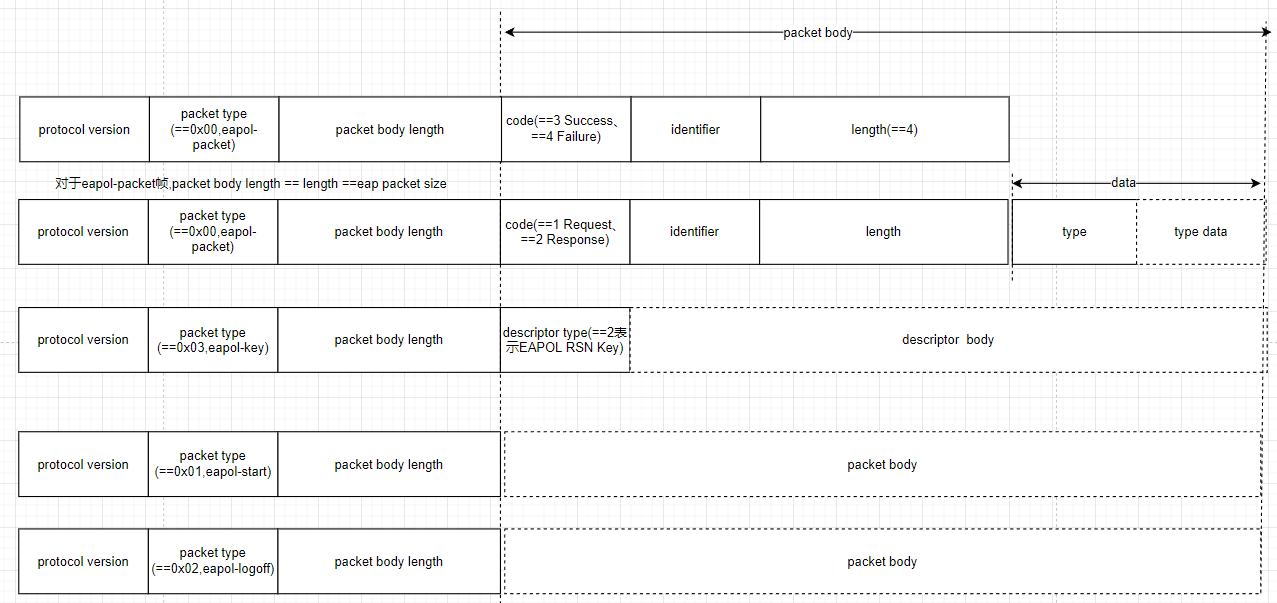 packet body
protocol version
packet type
(==0x00,eapol-
packet)
packet body length
code(==3 Success、
==4 Failure)
identifier
length(==4)
对于eapol-packet帧,packet body length == length ==eap packet size
data
protocol version
packet type
(==0x00,eapol-
packet)
packet body length
code(==1 Request、
==2 Response)
identifier
length
type
type data
protocol version
packet type
(==0x03,eapol-key)
packet body length
descriptor type(==2表
示EAPOL RSN Key)
descriptor body
protocol version
packet type
(==0x01,eapol-start)
packet body length
packet body
protocol version
packet type
(==0x02,eapol-logoff)
packet body length
packet body